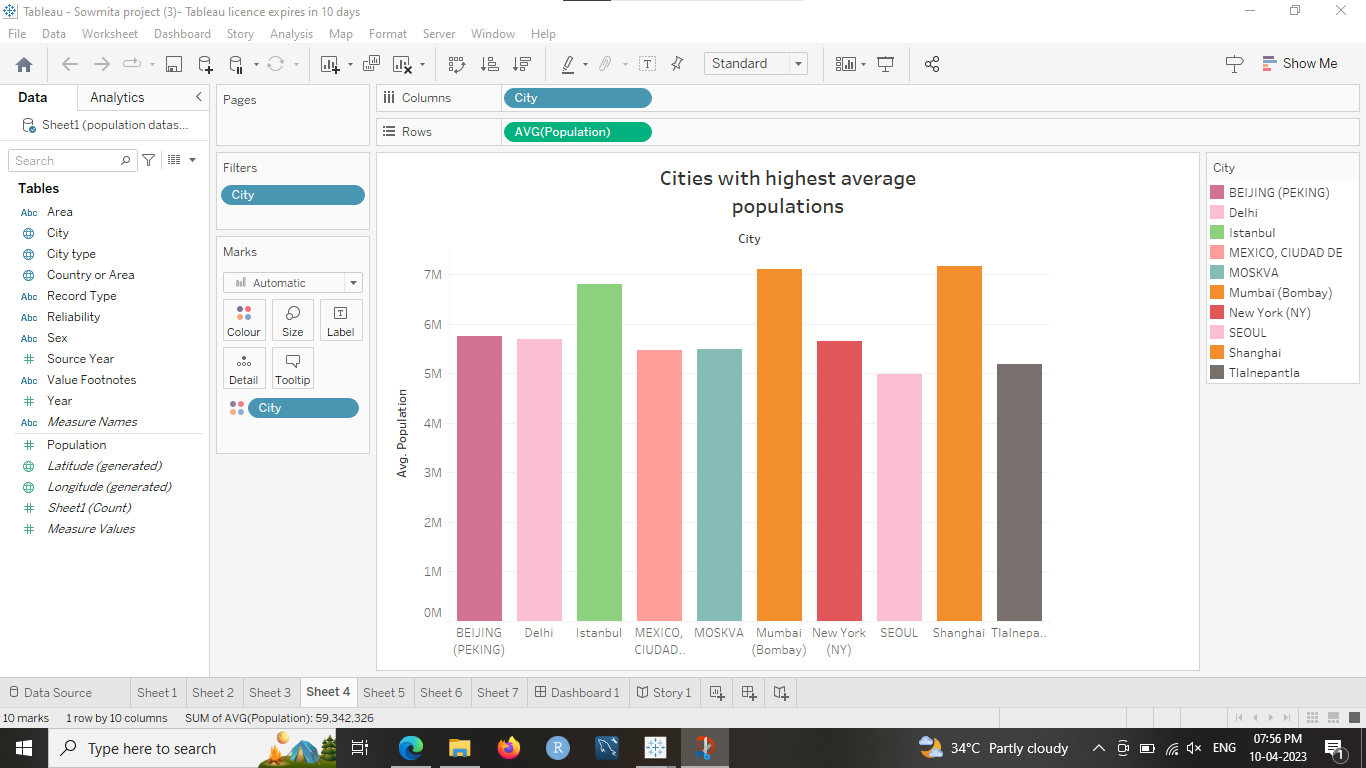 Tableau - Sowmita project (3)- Tableau licence expires in 10 days
File Data Worksheet Dashboard Story Analysis Map Format Server Window Help
Standard
Show Me
Data
Analytics
Sheet1 (population datas...
Search
Tables
Abc Area
City
City type
Country or Area
Abc Record Type
Abc Reliability
Abc Sex
Source Year
Abc Value Footnotes
Year
Abc Measure Names
Population
Latitude (generated)
Longitude (generated)
Sheet1 (Count)
Measure Values
Pages
Filters
City
Marks
Automatic
Colour Size Label
Detail Tooltip
City
Columns City
Rows AVG(Population)
Cities with highest average
populations
City
Avg. Population
7M
6M
5M
4M
3M
2M
1M
0M
BEIJING Delhi Istanbul MEXICO, MOSKVA Mumbai New York SEOUL Shanghai Tlalnepa..
(PEKING) CIUDAD.. (Bombay) (NY)
City
BEIJING (PEKING)
Delhi
Istanbul
MEXICO, CIUDAD DE
MOSKVA
Mumbai (Bombay)
New York (NY)
SEOUL
Shanghai
Tlalnepantla
Data Source Sheet 1 Sheet 2 Sheet 3 Sheet 4 Sheet 5 Sheet 6 Sheet 7 Dashboard 1 Story 1
10 marks 1 row by 10 columns SUM of AVG(Population): 59,342,326
Type here to search
R
34°C Partly cloudy
ENG
07:56 PM
10-04-2023
1